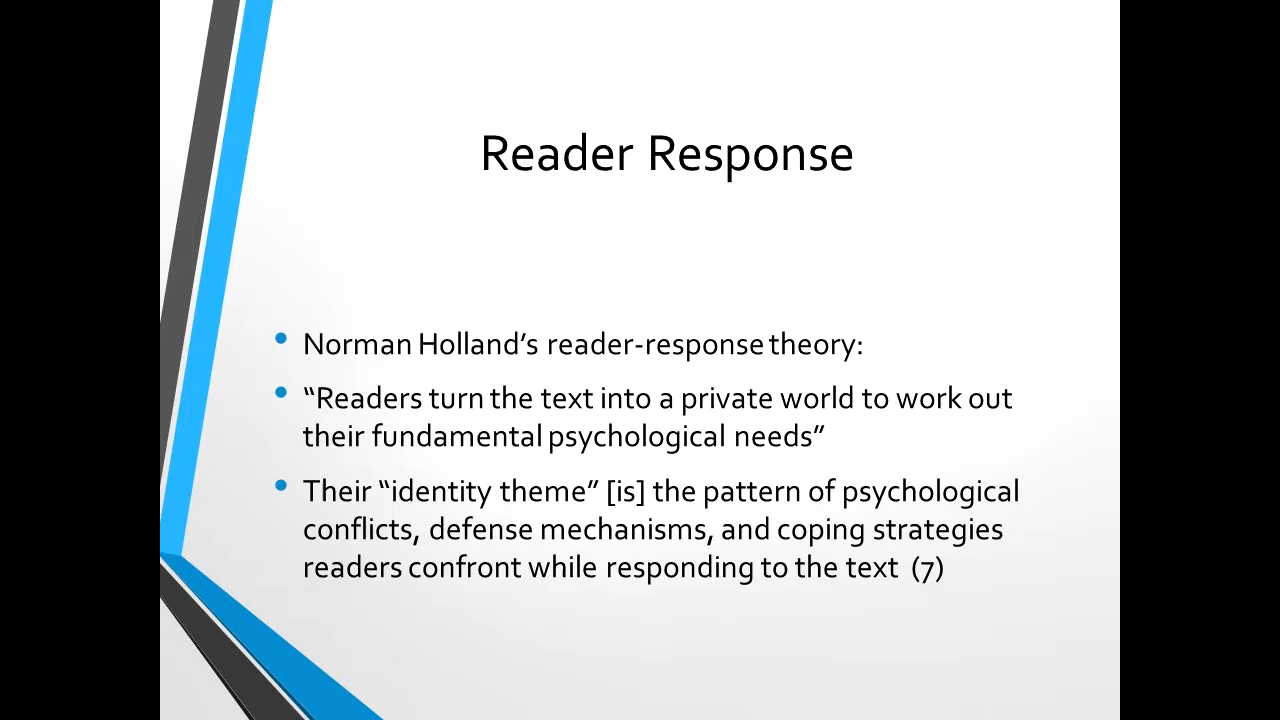 Reader Response
• Norman Holland’s reader-response theory:
• “Readers turn the text into a private world to work out
their fundamental psychological needs”
• Their “identity theme” [is] the pattern of psychological
conflicts, defense mechanisms, and coping strategies
readers confront while responding to the text (7)